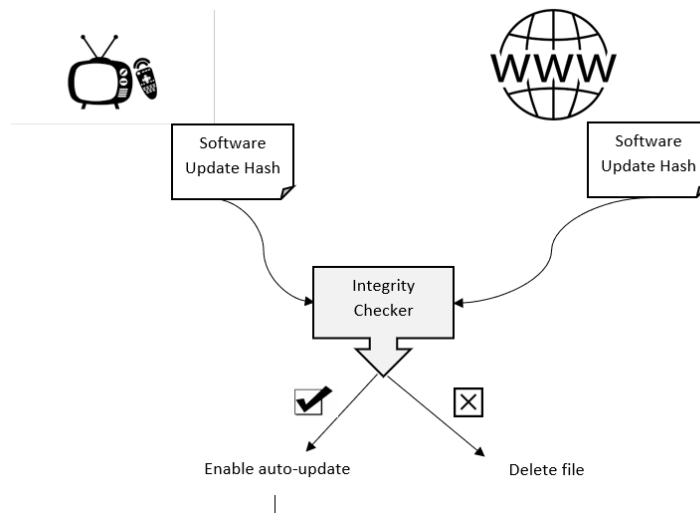 WWW
Software
Update Hash
Software
Update Hash
Integrity
Checker
Enable auto-update
Delete file